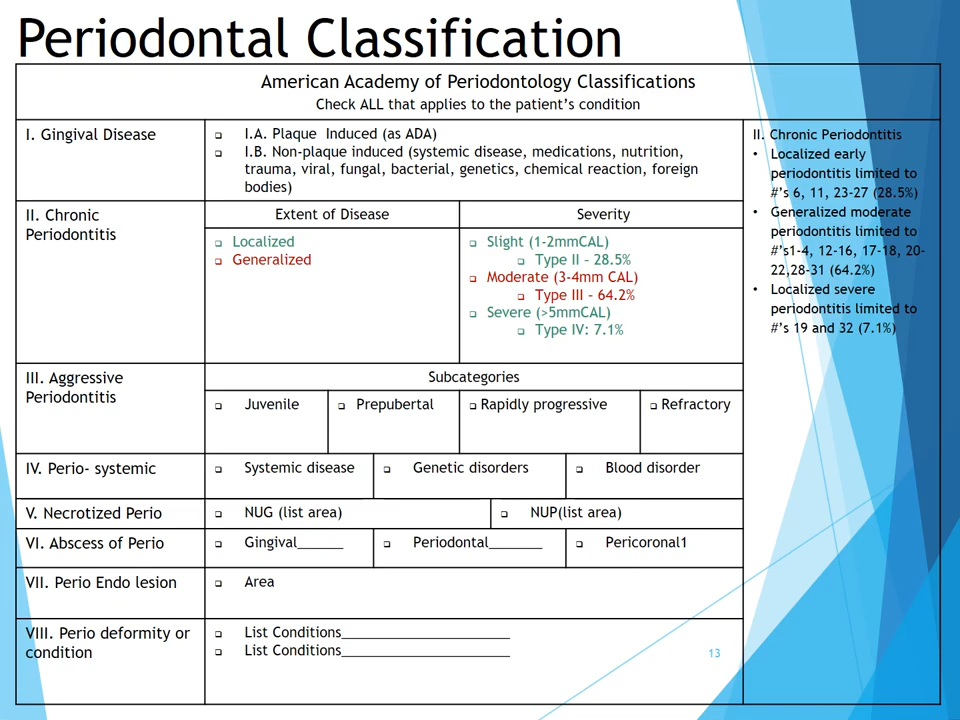 Periodontal Classification
American Academy of Periodontology Classifications
Check ALL that applies to the patient's condition
I. Gingival Disease
I.A. Plaque Induced (as ADA)
I.B. Non-plaque induced (systemic disease, medications, nutrition,
trauma, viral, fungal, bacterial, genetics, chemical reaction, foreign
bodies)
II. Chronic
Periodontitis
Extent of Disease
Severity
Localized
Generalized
Slight (1-2mmCAL)
Type II – 28.5%
Moderate (3-4mm CAL)
Type III – 64.2%
Severe (>5mmCAL)
Type IV: 7.1%
III. Aggressive
Periodontitis
Subcategories
Juvenile
Prepubertal
Rapidly progressive
Refractory
IV. Perio- systemic
Systemic disease
Genetic disorders
Blood disorder
V. Necrotized Perio
NUG (list area)
NUP(list area)
VI. Abscess of Perio
Gingival______
Periodontal_______
Pericoronal1
VII. Perio Endo lesion
Area
VIII. Perio deformity or
condition
List Conditions______________________
List Conditions______________________
II. Chronic Periodontitis
• Localized early
periodontitis limited to
#'s 6, 11, 23-27 (28.5%)
• Generalized moderate
periodontitis limited to
#'s1-4, 12-16, 17-18, 20-
22,28-31 (64.2%)
• Localized severe
periodontitis limited to
#'s 19 and 32 (7.1%)
13